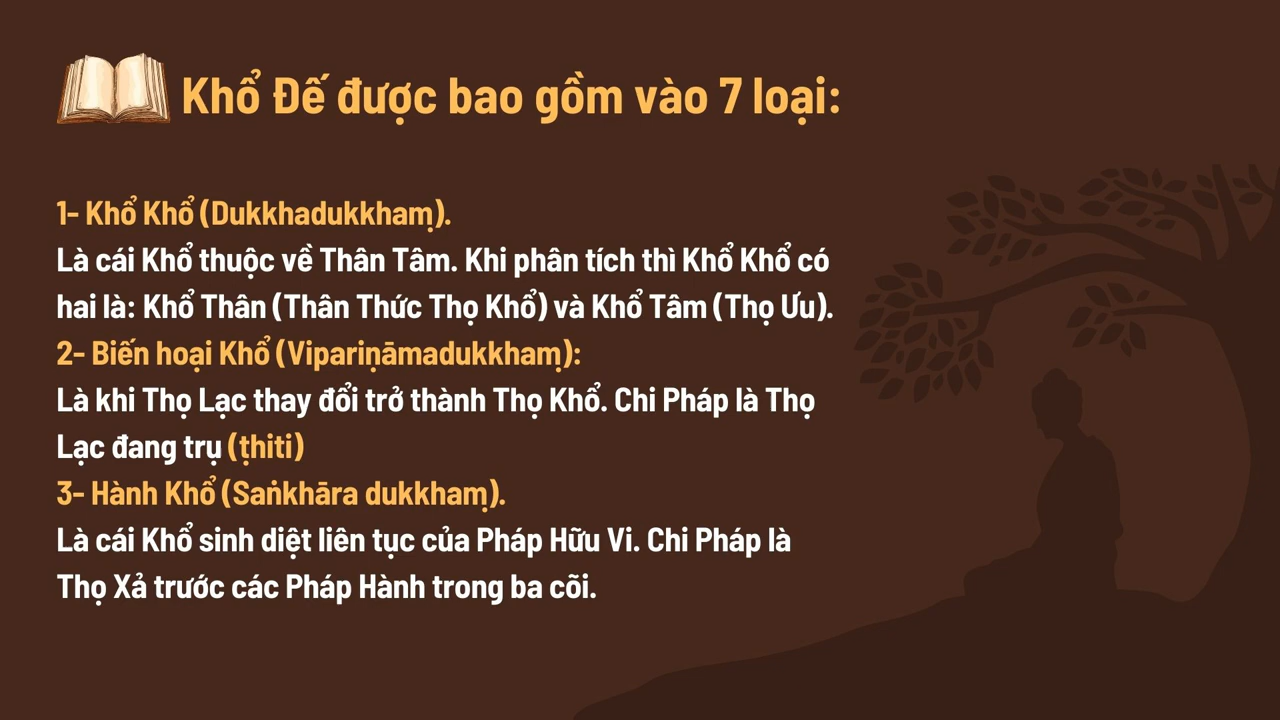 Khổ Đế được bao gồm vào 7 loại:
1- Khổ Khổ (Dukkhadukkhaṃ).
Là cái Khổ thuộc về Thân Tâm. Khi phân tích thì Khổ Khổ có
hai là: Khổ Thân (Thân Thức Thọ Khổ) và Khổ Tâm (Thọ Ưu).
2- Biến hoại Khổ (Vipariṇāmadukkhaṃ):
Là khi Thọ Lạc thay đổi trở thành Thọ Khổ. Chi Pháp là Thọ
Lạc đang trụ (ṭhiti)
3- Hành Khổ (Saṅkhāra dukkhaṃ).
Là cái Khổ sinh diệt liên tục của Pháp Hữu Vi. Chi Pháp là
Thọ Xả trước các Pháp Hành trong ba cõi.